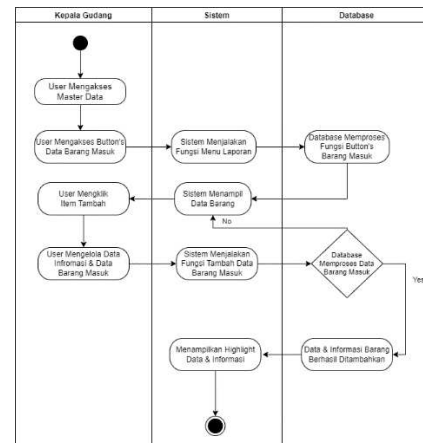 Kepala Gudang
Sistem
Database
User Mengakses
Master Data
User Mengakses Button's
Data Barang Masuk
Sistem Menjalakan
Fungsi Menu Laporan
Database Memproses
Fungsi Button's
Barang Masuk
User Mengklik
Item Tambah
Sistem Menampil
Data Barang
No
User Mengelola Data
Infromasi & Data
Barang Masuk
Sistem Menjalakan
Fungsi Tambah Data
Barang Masuk
Database
Memproses Data
Barang Masuk
Yes
Menampilkan Highlight
Data & Informasi
Data & Informasi Barang
Berhasil Ditambahkan